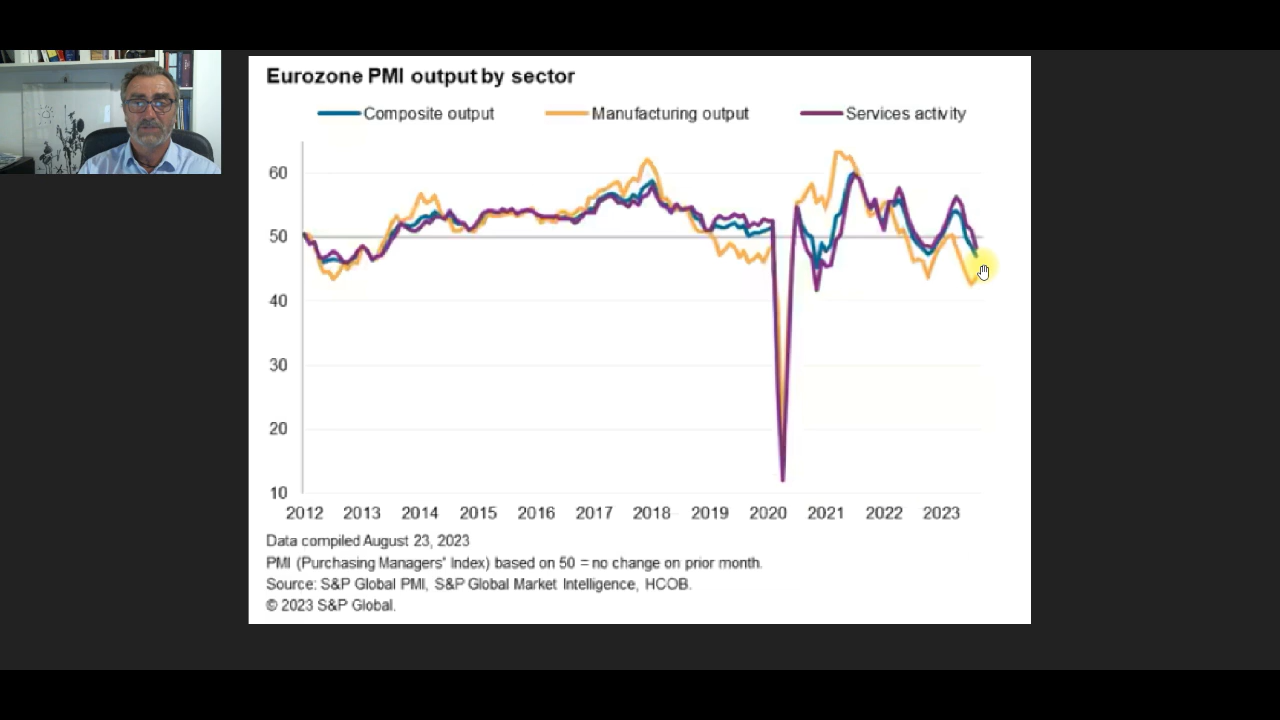 Eurozone PMI output by sector
Composite output Manufacturing output Services activity
60
50
40
30
20
10
2012 2013 2014 2015 2016 2017 2018 2019 2020 2021 2022 2023
Data compiled August 23, 2023
PMI (Purchasing Managers' Index) based on 50 = no change on prior month.
Source: S&P Global PMI, S&P Global Market Intelligence, HCOB.
© 2023 S&P Global.